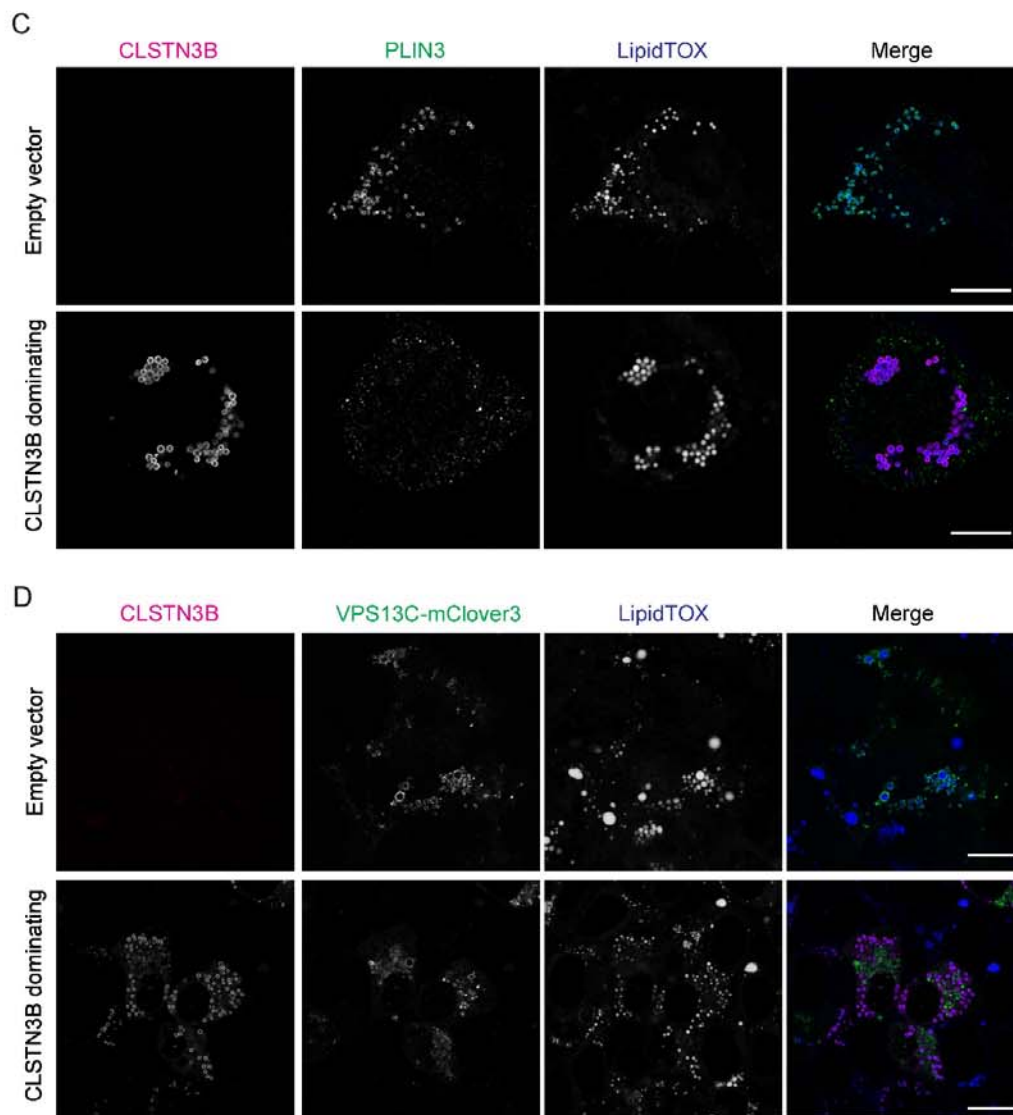 C
CLSTN3B PLIN3 LipidTOX Merge
Empty vector
CLSTN3B dominating
D
CLSTN3B VPS13C-mClover3 LipidTOX Merge
Empty vector
CLSTN3B dominating